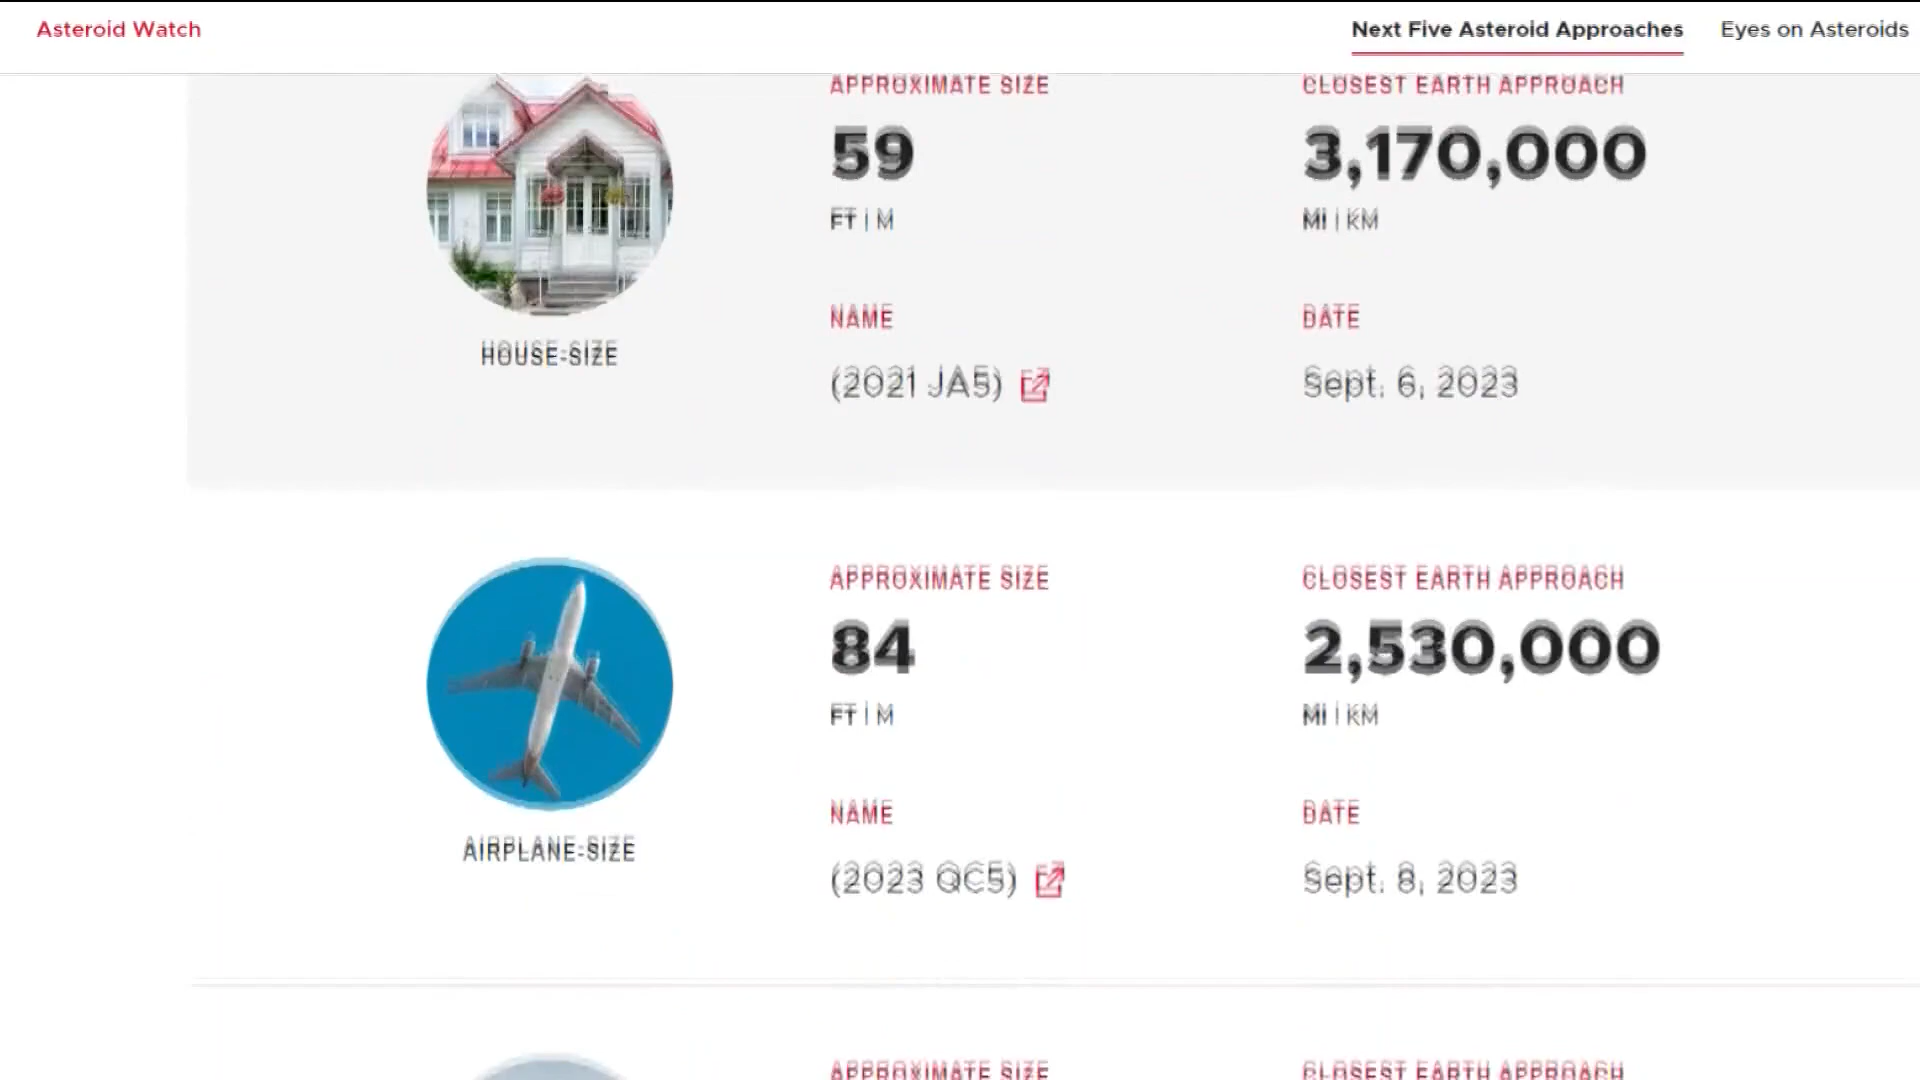 Asteroid Watch
Next Five Asteroid Approaches
Eyes on Asteroids
APPROXIMATE SIZE
CLOSEST EARTH APPROACH
59
3,170,000
FT | M
MI | KM
NAME
DATE
HOUSE-SIZE
(2021 JA5)
Sept. 6, 2023
APPROXIMATE SIZE
CLOSEST EARTH APPROACH
84
2,530,000
FT | M
MI | KM
NAME
DATE
AIRPLANE-SIZE
(2023 QC5)
Sept. 8, 2023
APPROXIMATE SIZE
CLOSEST EARTH APPROACH